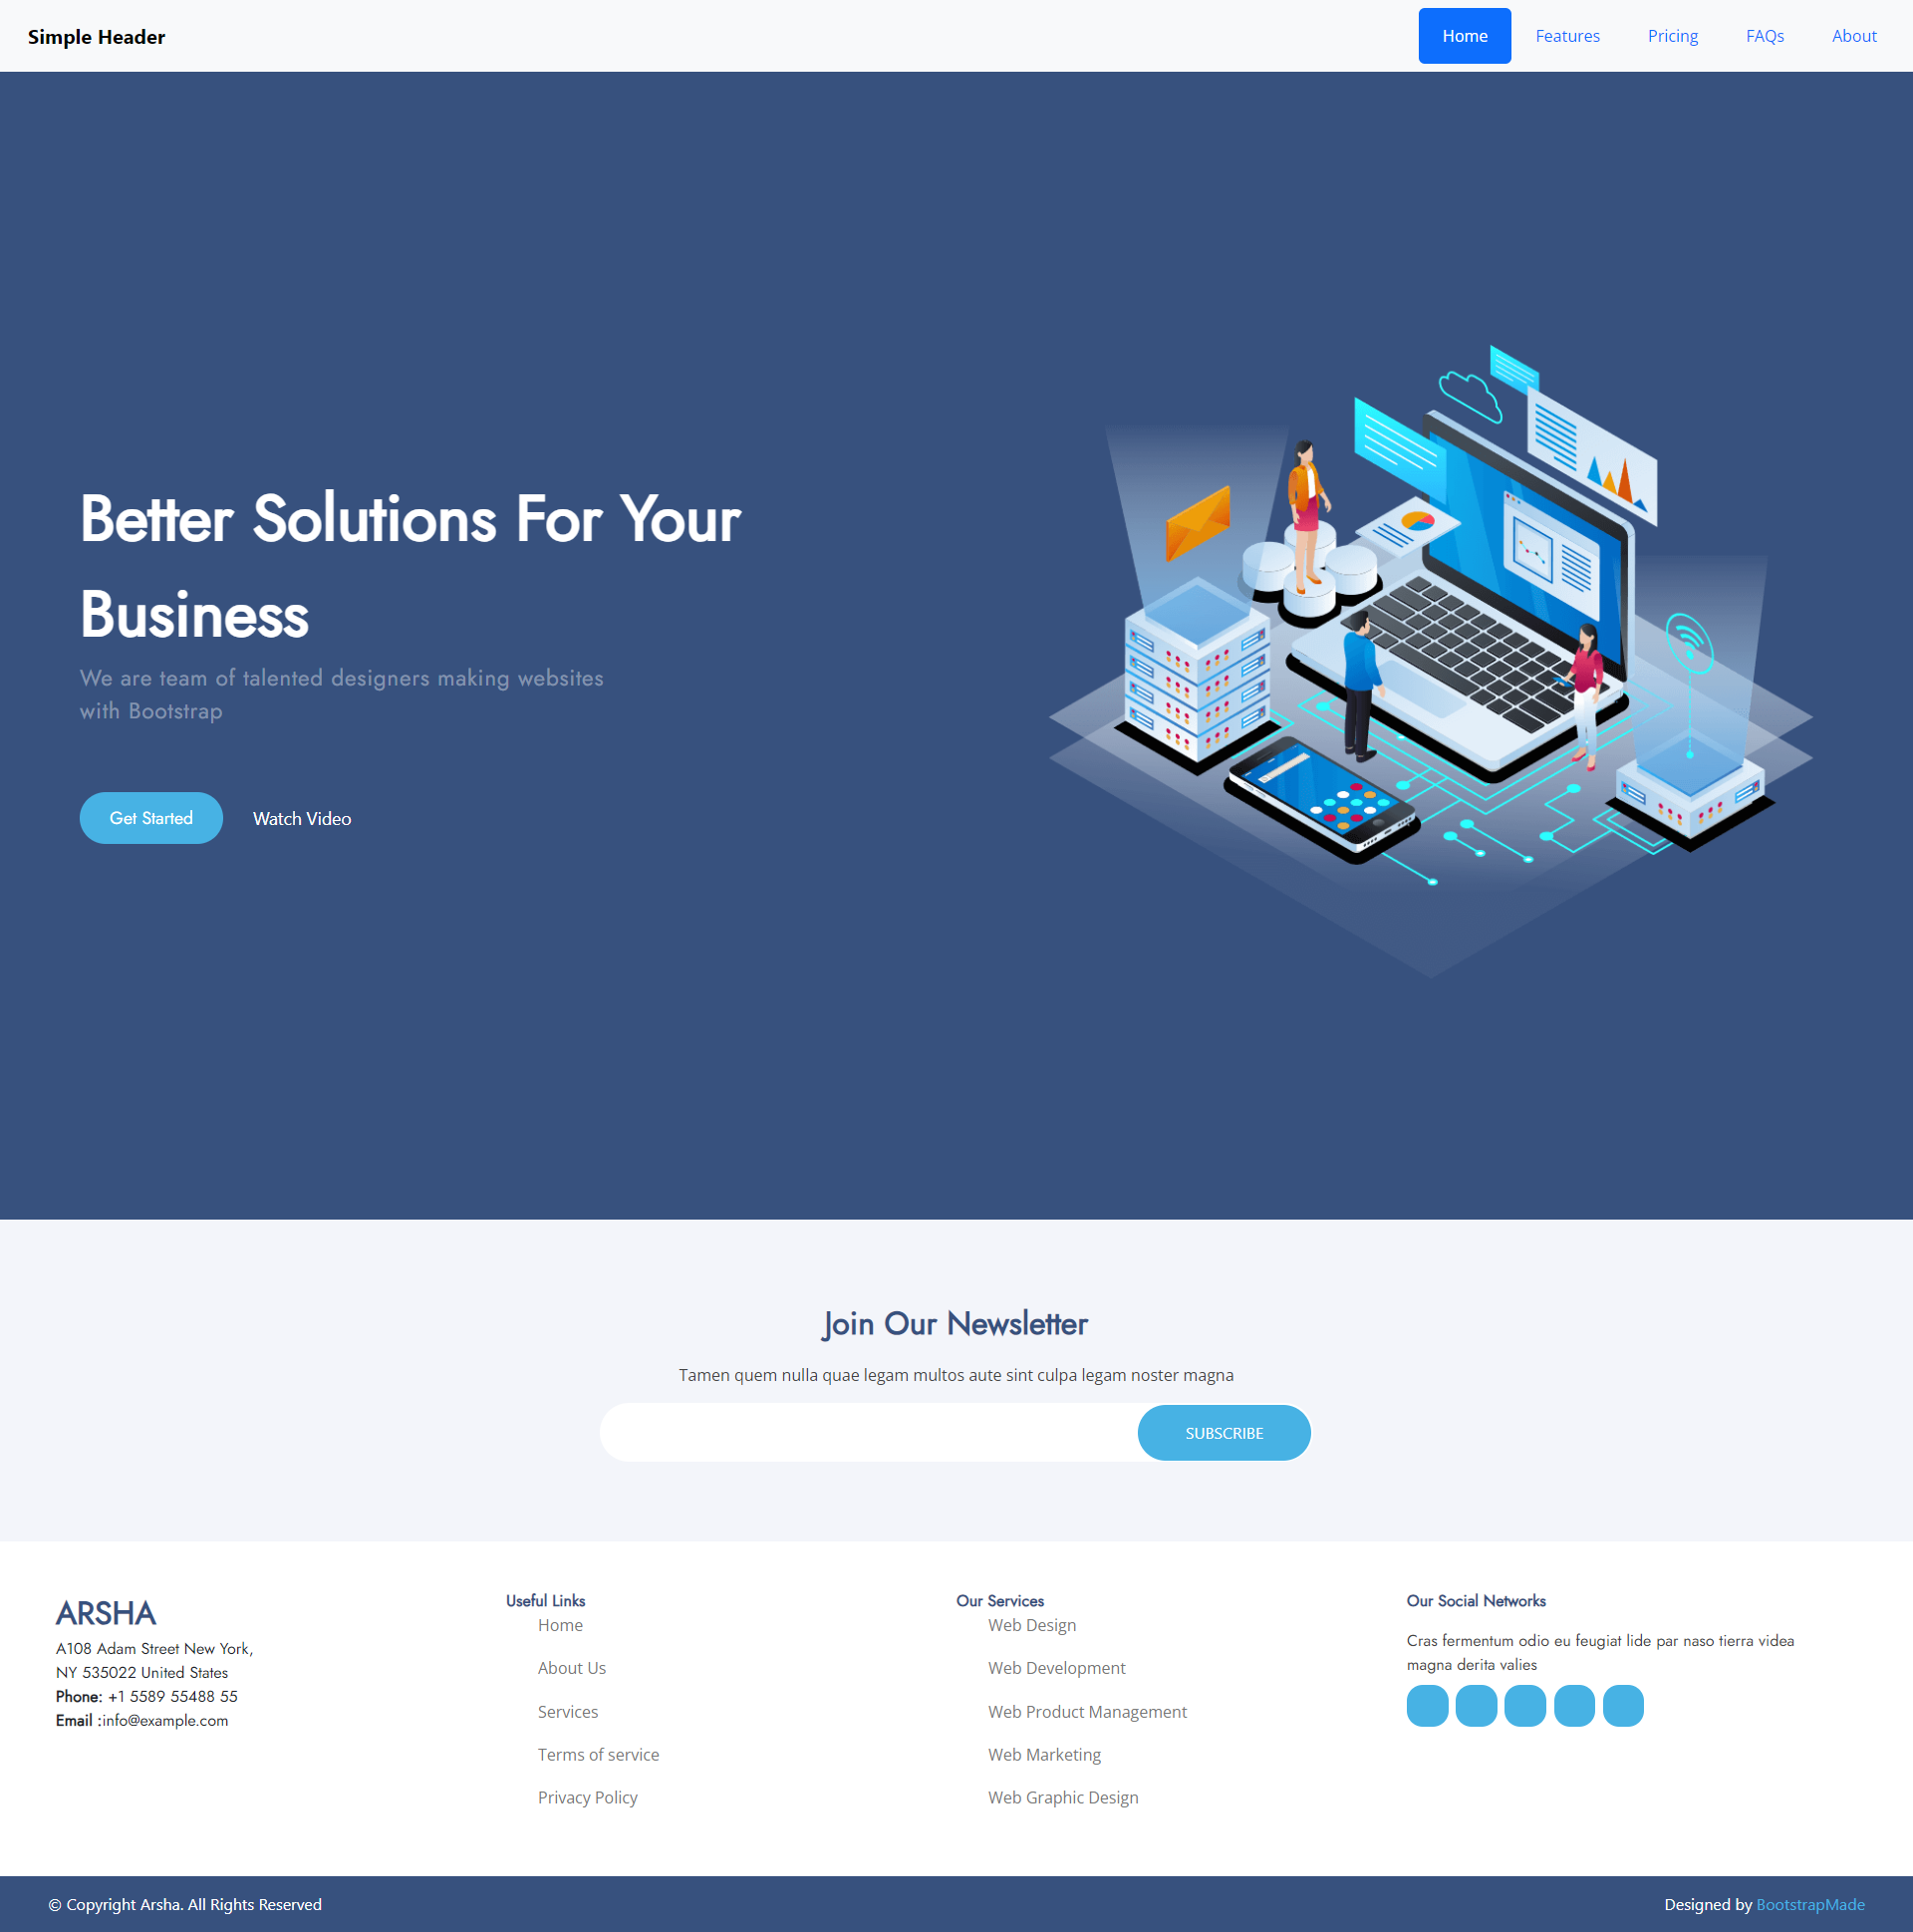 Simple Header
Home
Features
Pricing
FAQs
About
Better Solutions For Your
Business
We are team of talented designers making websites
with Bootstrap
Get Started
Watch Video
Join Our Newsletter
Tamen quem nulla quae legam multos aute sint culpa legam noster magna
SUBSCRIBE
ARSHA
A108 Adam Street New York,
NY 535022 United States
Phone: +1 5589 55488 55
Email :info@example.com
Useful Links
Home
About Us
Services
Terms of service
Privacy Policy
Our Services
Web Design
Web Development
Web Product Management
Web Marketing
Web Graphic Design
Our Social Networks
Cras fermentum odio eu feugiat lide par naso tierra videa
magna derita valies
© Copyright Arsha. All Rights Reserved
Designed by BootstrapMade